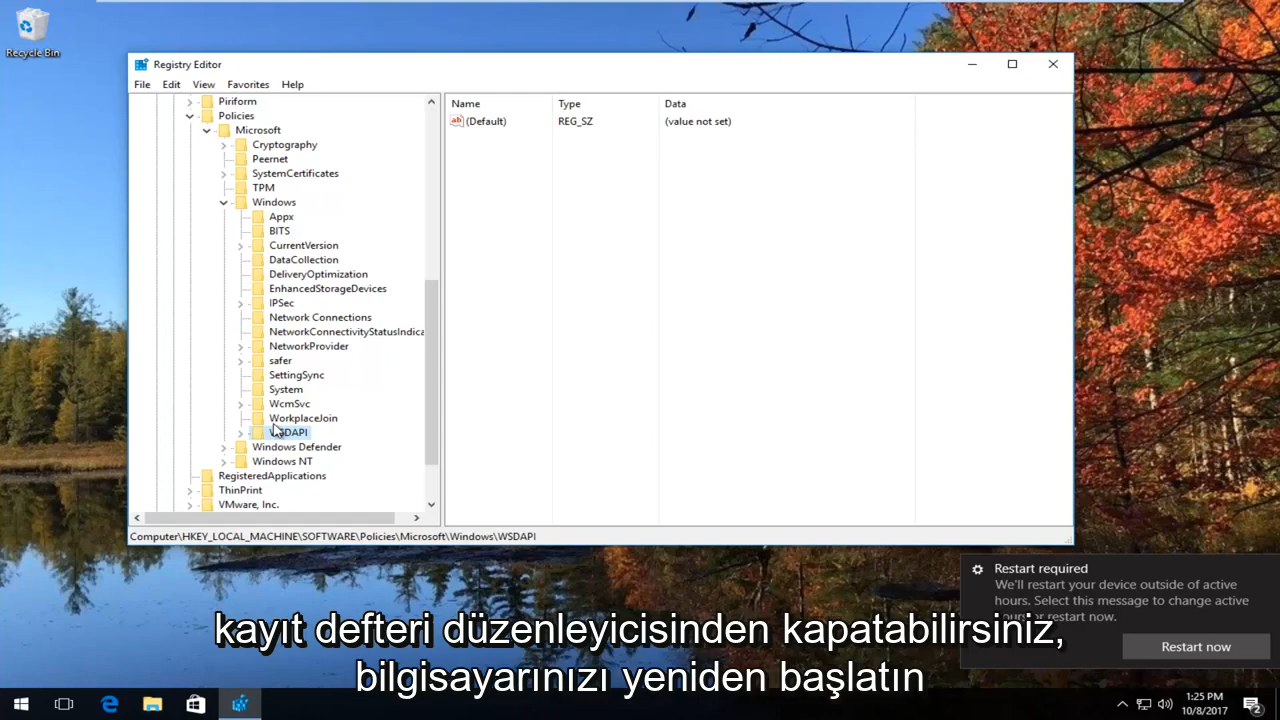 Recycle Bin
Registry Editor
File Edit View Favorites Help
Piriform
Policies
Microsoft
Cryptography
Peernet
SystemCertificates
TPM
Windows
Appx
BITS
CurrentVersion
DataCollection
DeliveryOptimization
EnhancedStorageDevices
IPSec
Network Connections
NetworkConnectivityStatusIndica
NetworkProvider
safer
SettingSync
System
WcmSvc
WorkplaceJoin
WSDAPI
Windows Defender
Windows NT
RegisteredApplications
ThinPrint
VMware, Inc.
Name Type Data
ab (Default) REG_SZ (value not set)
Computer\HKEY_LOCAL_MACHINE\SOFTWARE\Policies\Microsoft\Windows\WSDAPI
Restart required
We'll restart your device outside of active
hours. Select this message to change active
hours or restart now.
Restart now
kayıt defteri düzenleyicisinden kapatabilirsiniz,
bilgisayarınızı yeniden başlatın
1:25 PM
10/8/2017
2